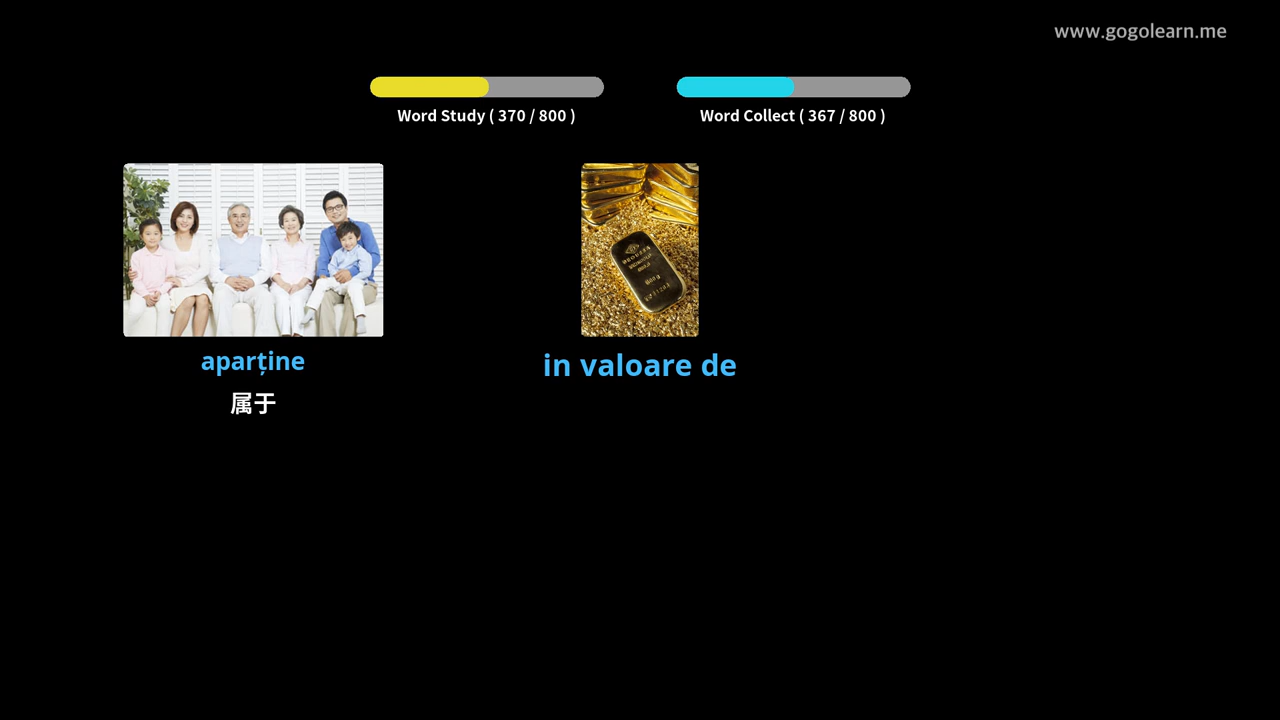 www.gogolearn.me
Word Study ( 370 / 800 )
Word Collect ( 367 / 800 )
aparține
属于
in valoare de